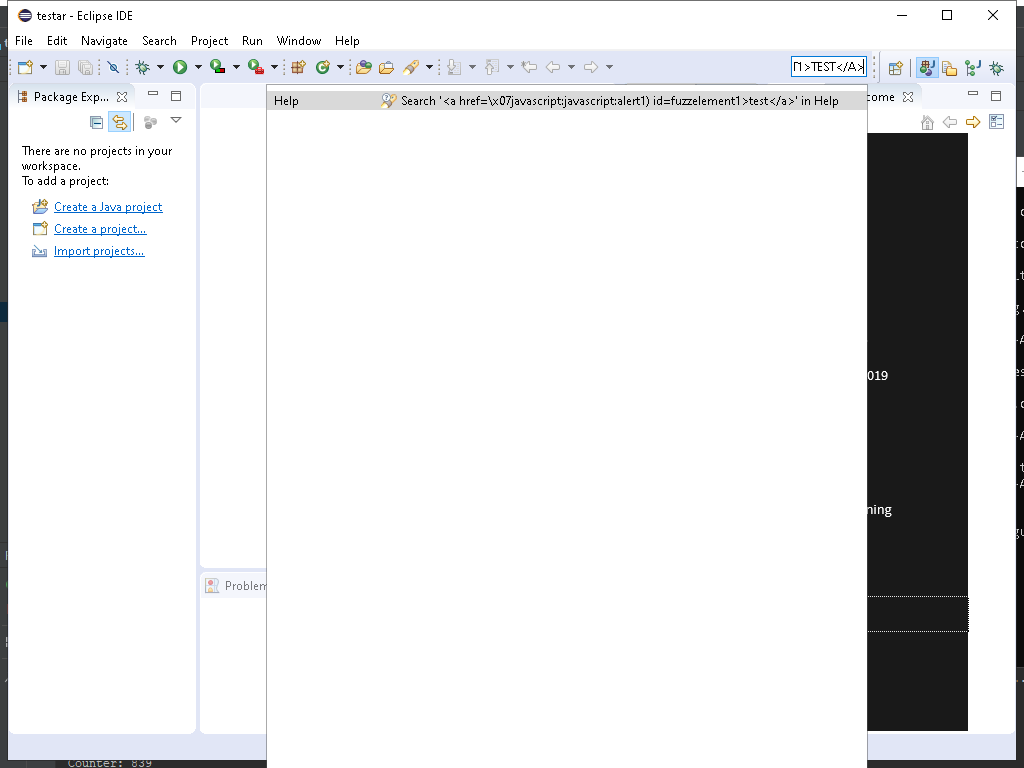 testar - Eclipse IDE
File Edit Navigate Search Project Run Window Help
1>TEST</A>
Package Exp...
come
Help Search '<a href=\x07javascript:javascript:alert1) id=fuzzelement1>test</a>' in Help
There are no projects in your
workspace.
To add a project:
Create a Java project
Create a project...
Import projects...
019
ning
Problem
Counter: 839